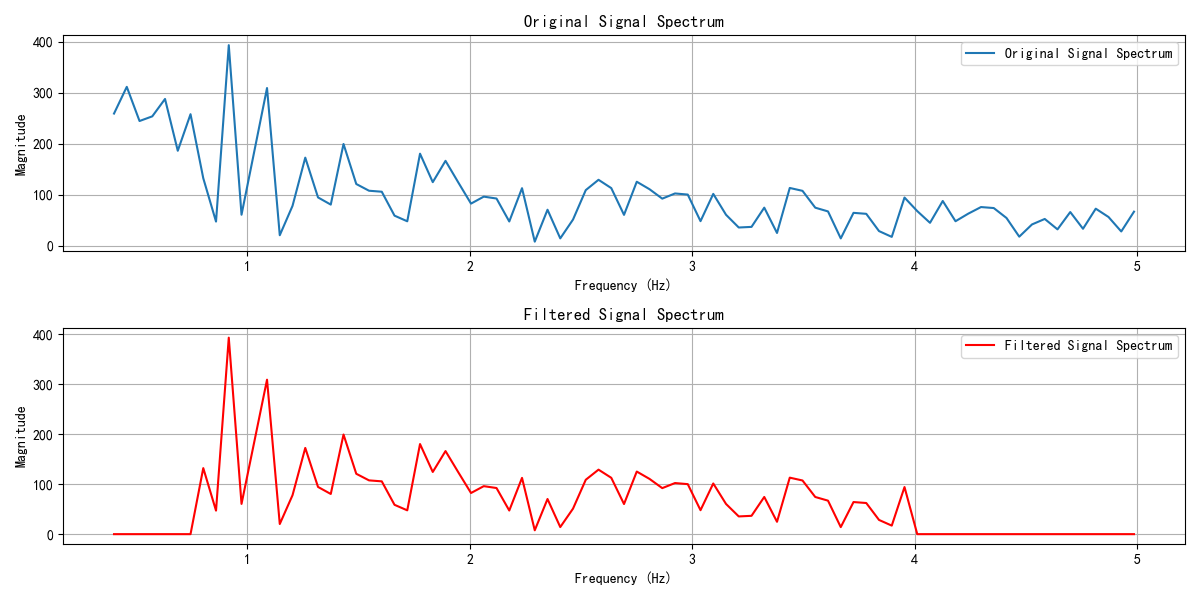 Original Signal Spectrum
400
300
200
100
0
Magnitude
Original Signal Spectrum
1 2 3 4 5
Frequency (Hz)
Filtered Signal Spectrum
400
300
200
100
0
Magnitude
Filtered Signal Spectrum
1 2 3 4 5
Frequency (Hz)